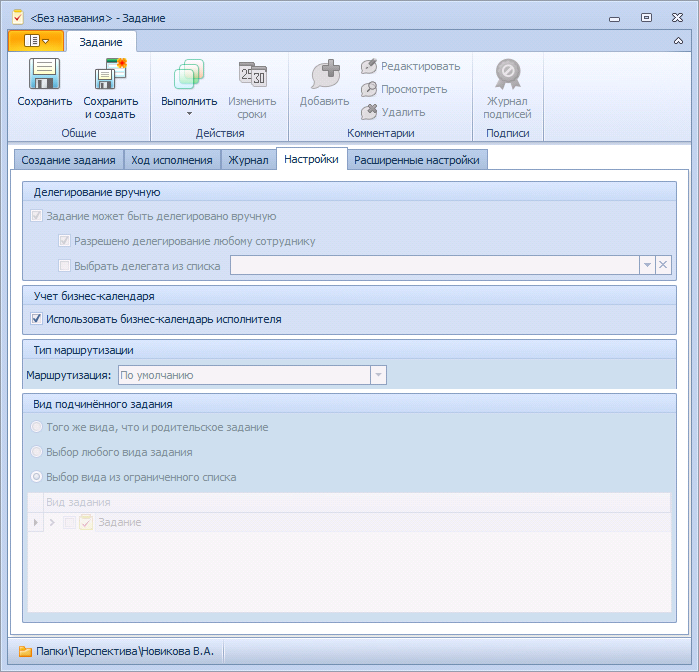 <Без названия> - Задание
Задание
Сохранить
Сохранить
и создать
Общие
Выполнить
Изменить
сроки
Действия
Добавить
Редактировать
Просмотреть
Удалить
Комментарии
Журнал
подписей
Подписи
Создание задания
Ход исполнения
Журнал
Настройки
Расширенные настройки
Делегирование вручную
Задание может быть делегировано вручную
Разрешено делегирование любому сотруднику
Выбрать делегата из списка
Учет бизнес-календаря
Использовать бизнес-календарь исполнителя
Тип маршрутизации
Маршрутизация: По умолчанию
Вид подчинённого задания
Того же вида, что и родительское задание
Выбор любого вида задания
Выбор вида из ограниченного списка
Вид задания
Задание
Папки\Перспектива\Новикова В.А.